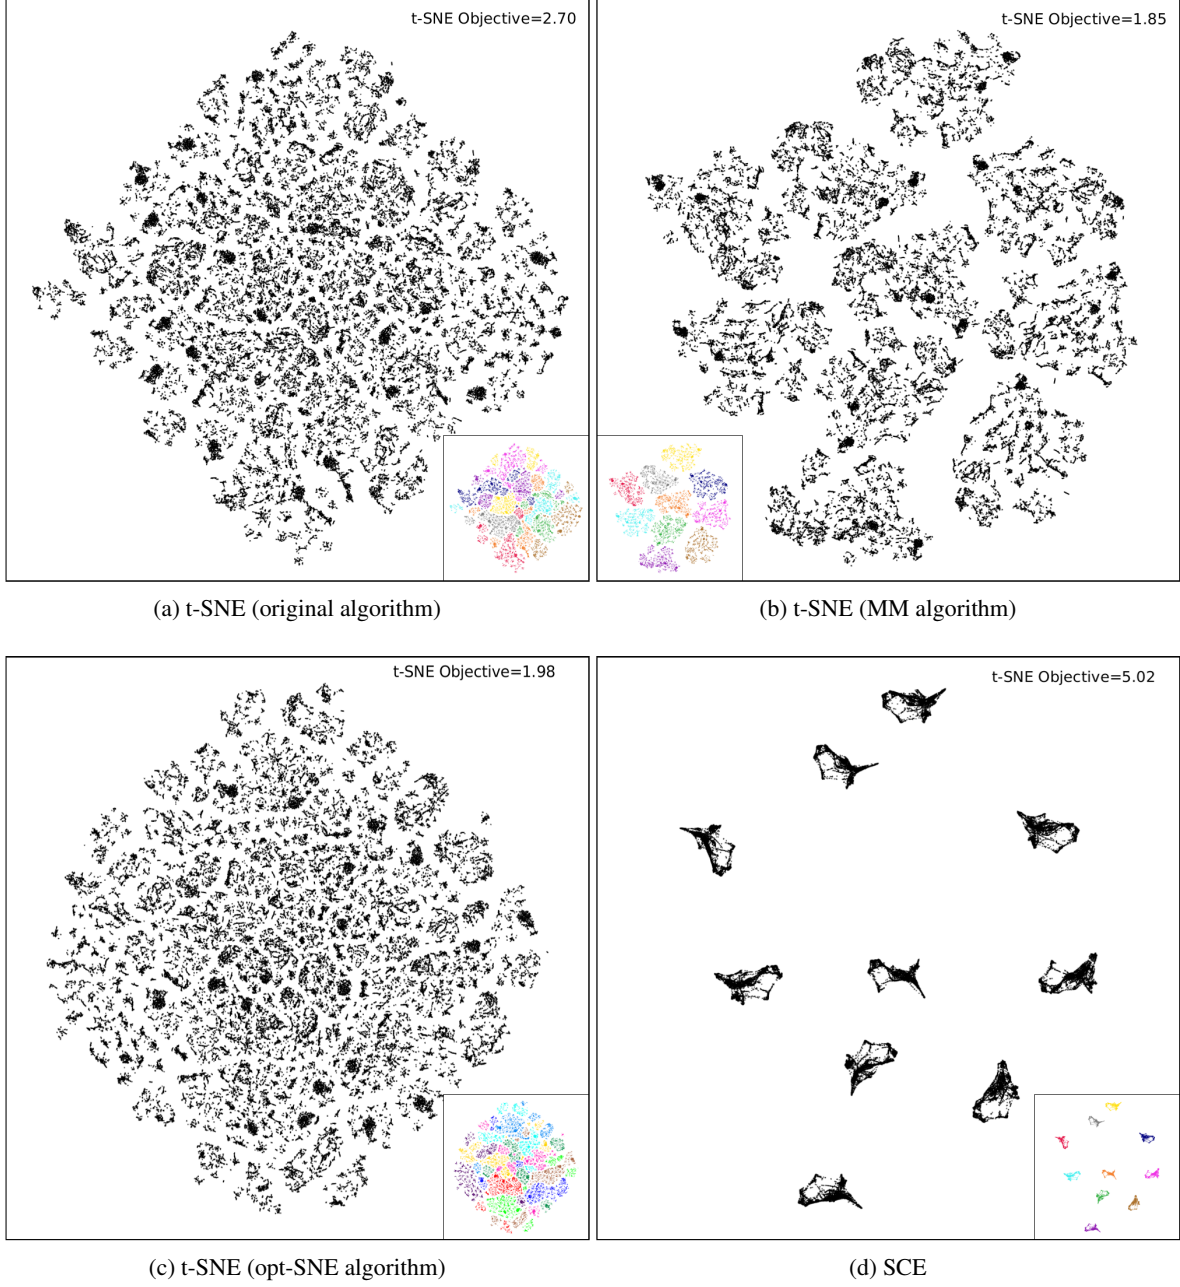 t-SNE Objective=2.70
t-SNE Objective=1.85
(a) t-SNE (original algorithm)
(b) t-SNE (MM algorithm)
t-SNE Objective=1.98
t-SNE Objective=5.02
(c) t-SNE (opt-SNE algorithm)
(d) SCE